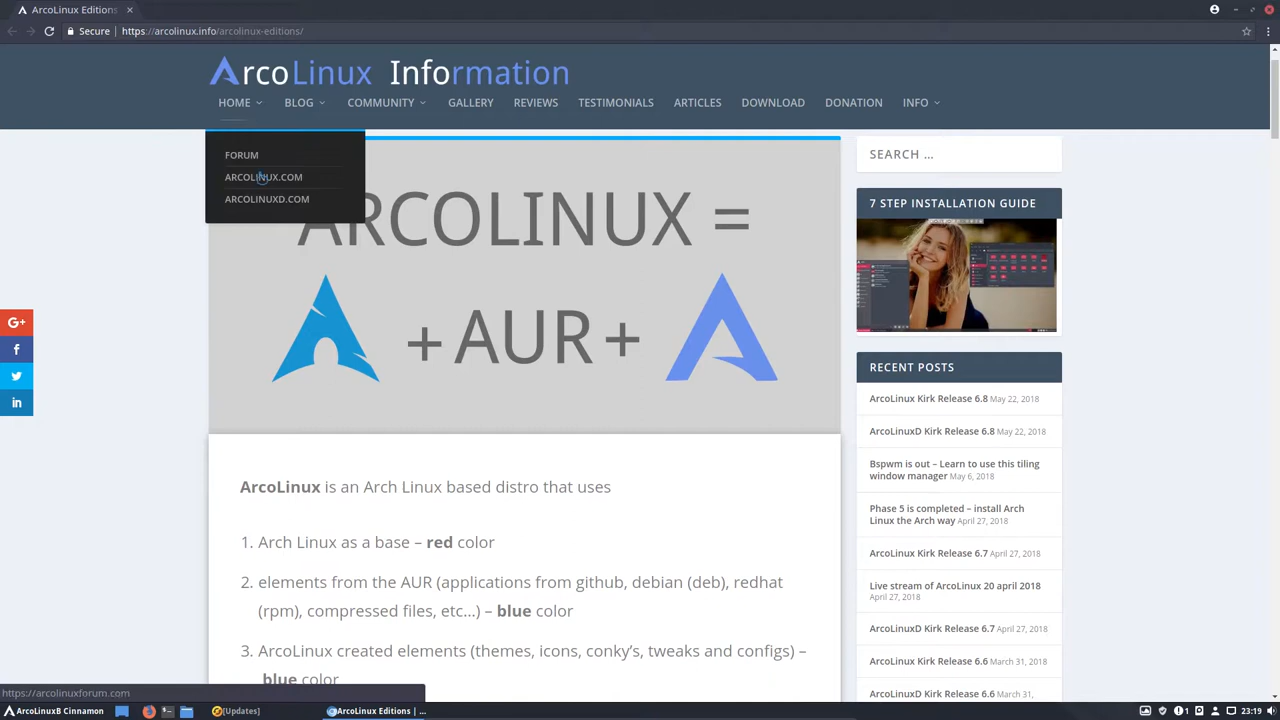 ArcoLinux Editions
Secure
https://arcolinux.info/arcolinux-editions/
ArcoLinux Information
HOME
BLOG
COMMUNITY
GALLERY
REVIEWS
TESTIMONIALS
ARTICLES
DOWNLOAD
DONATION
INFO
FORUM
ARCOLINUX.COM
ARCOLINUXD.COM
ARCOLINUX =
+ AUR +
ArcoLinux is an Arch Linux based distro that uses
1. Arch Linux as a base – red color
2. elements from the AUR (applications from github, debian (deb), redhat
(rpm), compressed files, etc...) – blue color
3. ArcoLinux created elements (themes, icons, conky's, tweaks and configs) –
blue color
SEARCH ...
7 STEP INSTALLATION GUIDE
RECENT POSTS
ArcoLinux Kirk Release 6.8 May 22, 2018
ArcoLinuxD Kirk Release 6.8 May 22, 2018
Bspwm is out – Learn to use this tiling
window manager May 6, 2018
Phase 5 is completed – install Arch
Linux the Arch way April 27, 2018
ArcoLinux Kirk Release 6.7 April 27, 2018
Live stream of ArcoLinux 20 april 2018
April 27, 2018
ArcoLinuxD Kirk Release 6.7 April 27, 2018
ArcoLinux Kirk Release 6.6 March 31, 2018
ArcoLinuxD Kirk Release 6.6 March 31,
G+
f
in
https://arcolinuxforum.com
ArcoLinuxB Cinnamon
[Updates]
ArcoLinux Editions | ...
1
23:19